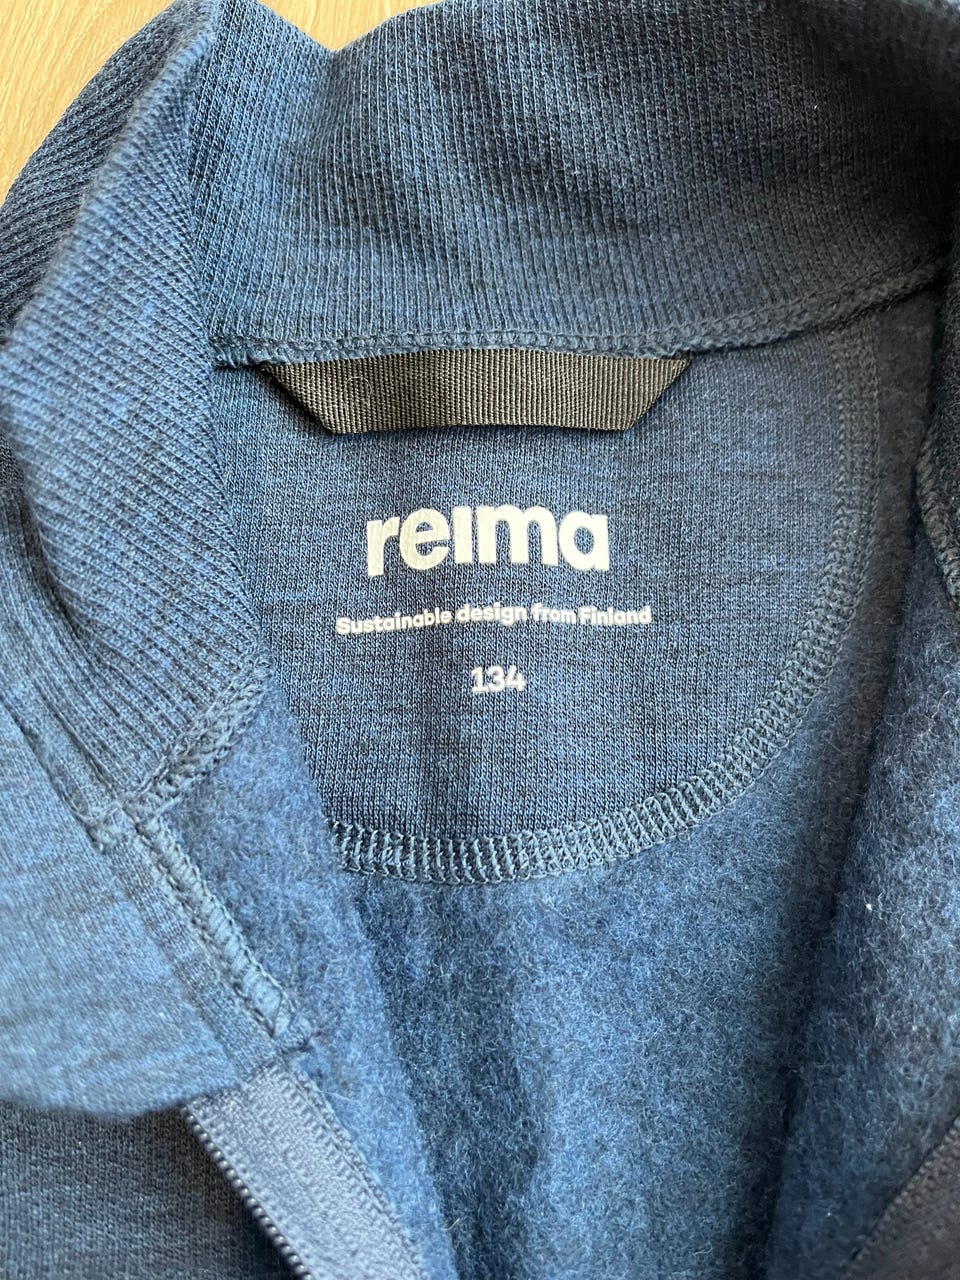 reima
Sustainable design from Finland
134